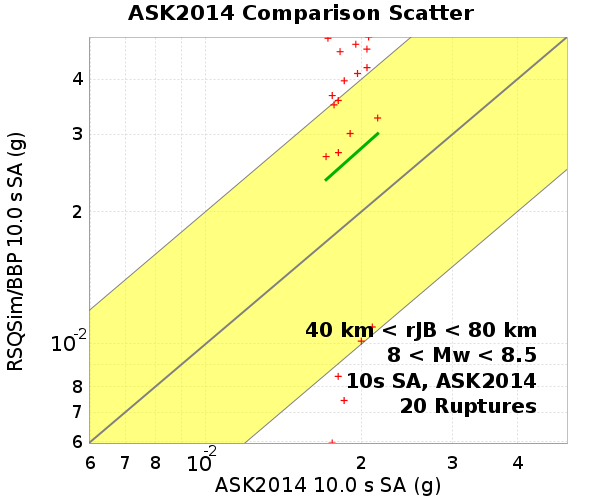 ASK2014 Comparison Scatter
RSQSim/BBP 10.0 s SA (g)
4
3
2
10-2
8
7
6
40 km < rJB < 80 km
8 < Mw < 8.5
10s SA, ASK2014
20 Ruptures
6 7 8 10-2 2 3 4
ASK2014 10.0 s SA (g)